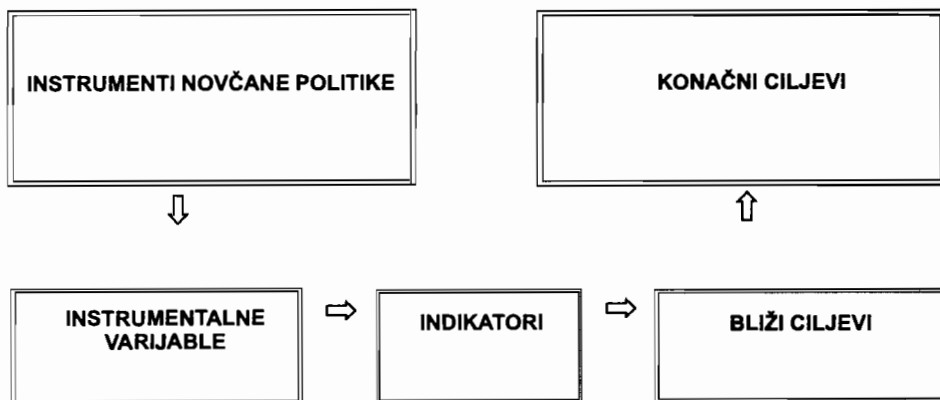 INSTRUMENTI NOVČANE POLITIKE
KONAČNI CILJEVI
INSTRUMENTALNE
VARIJABLE
INDIKATORI
BLIŽI CILJEVI